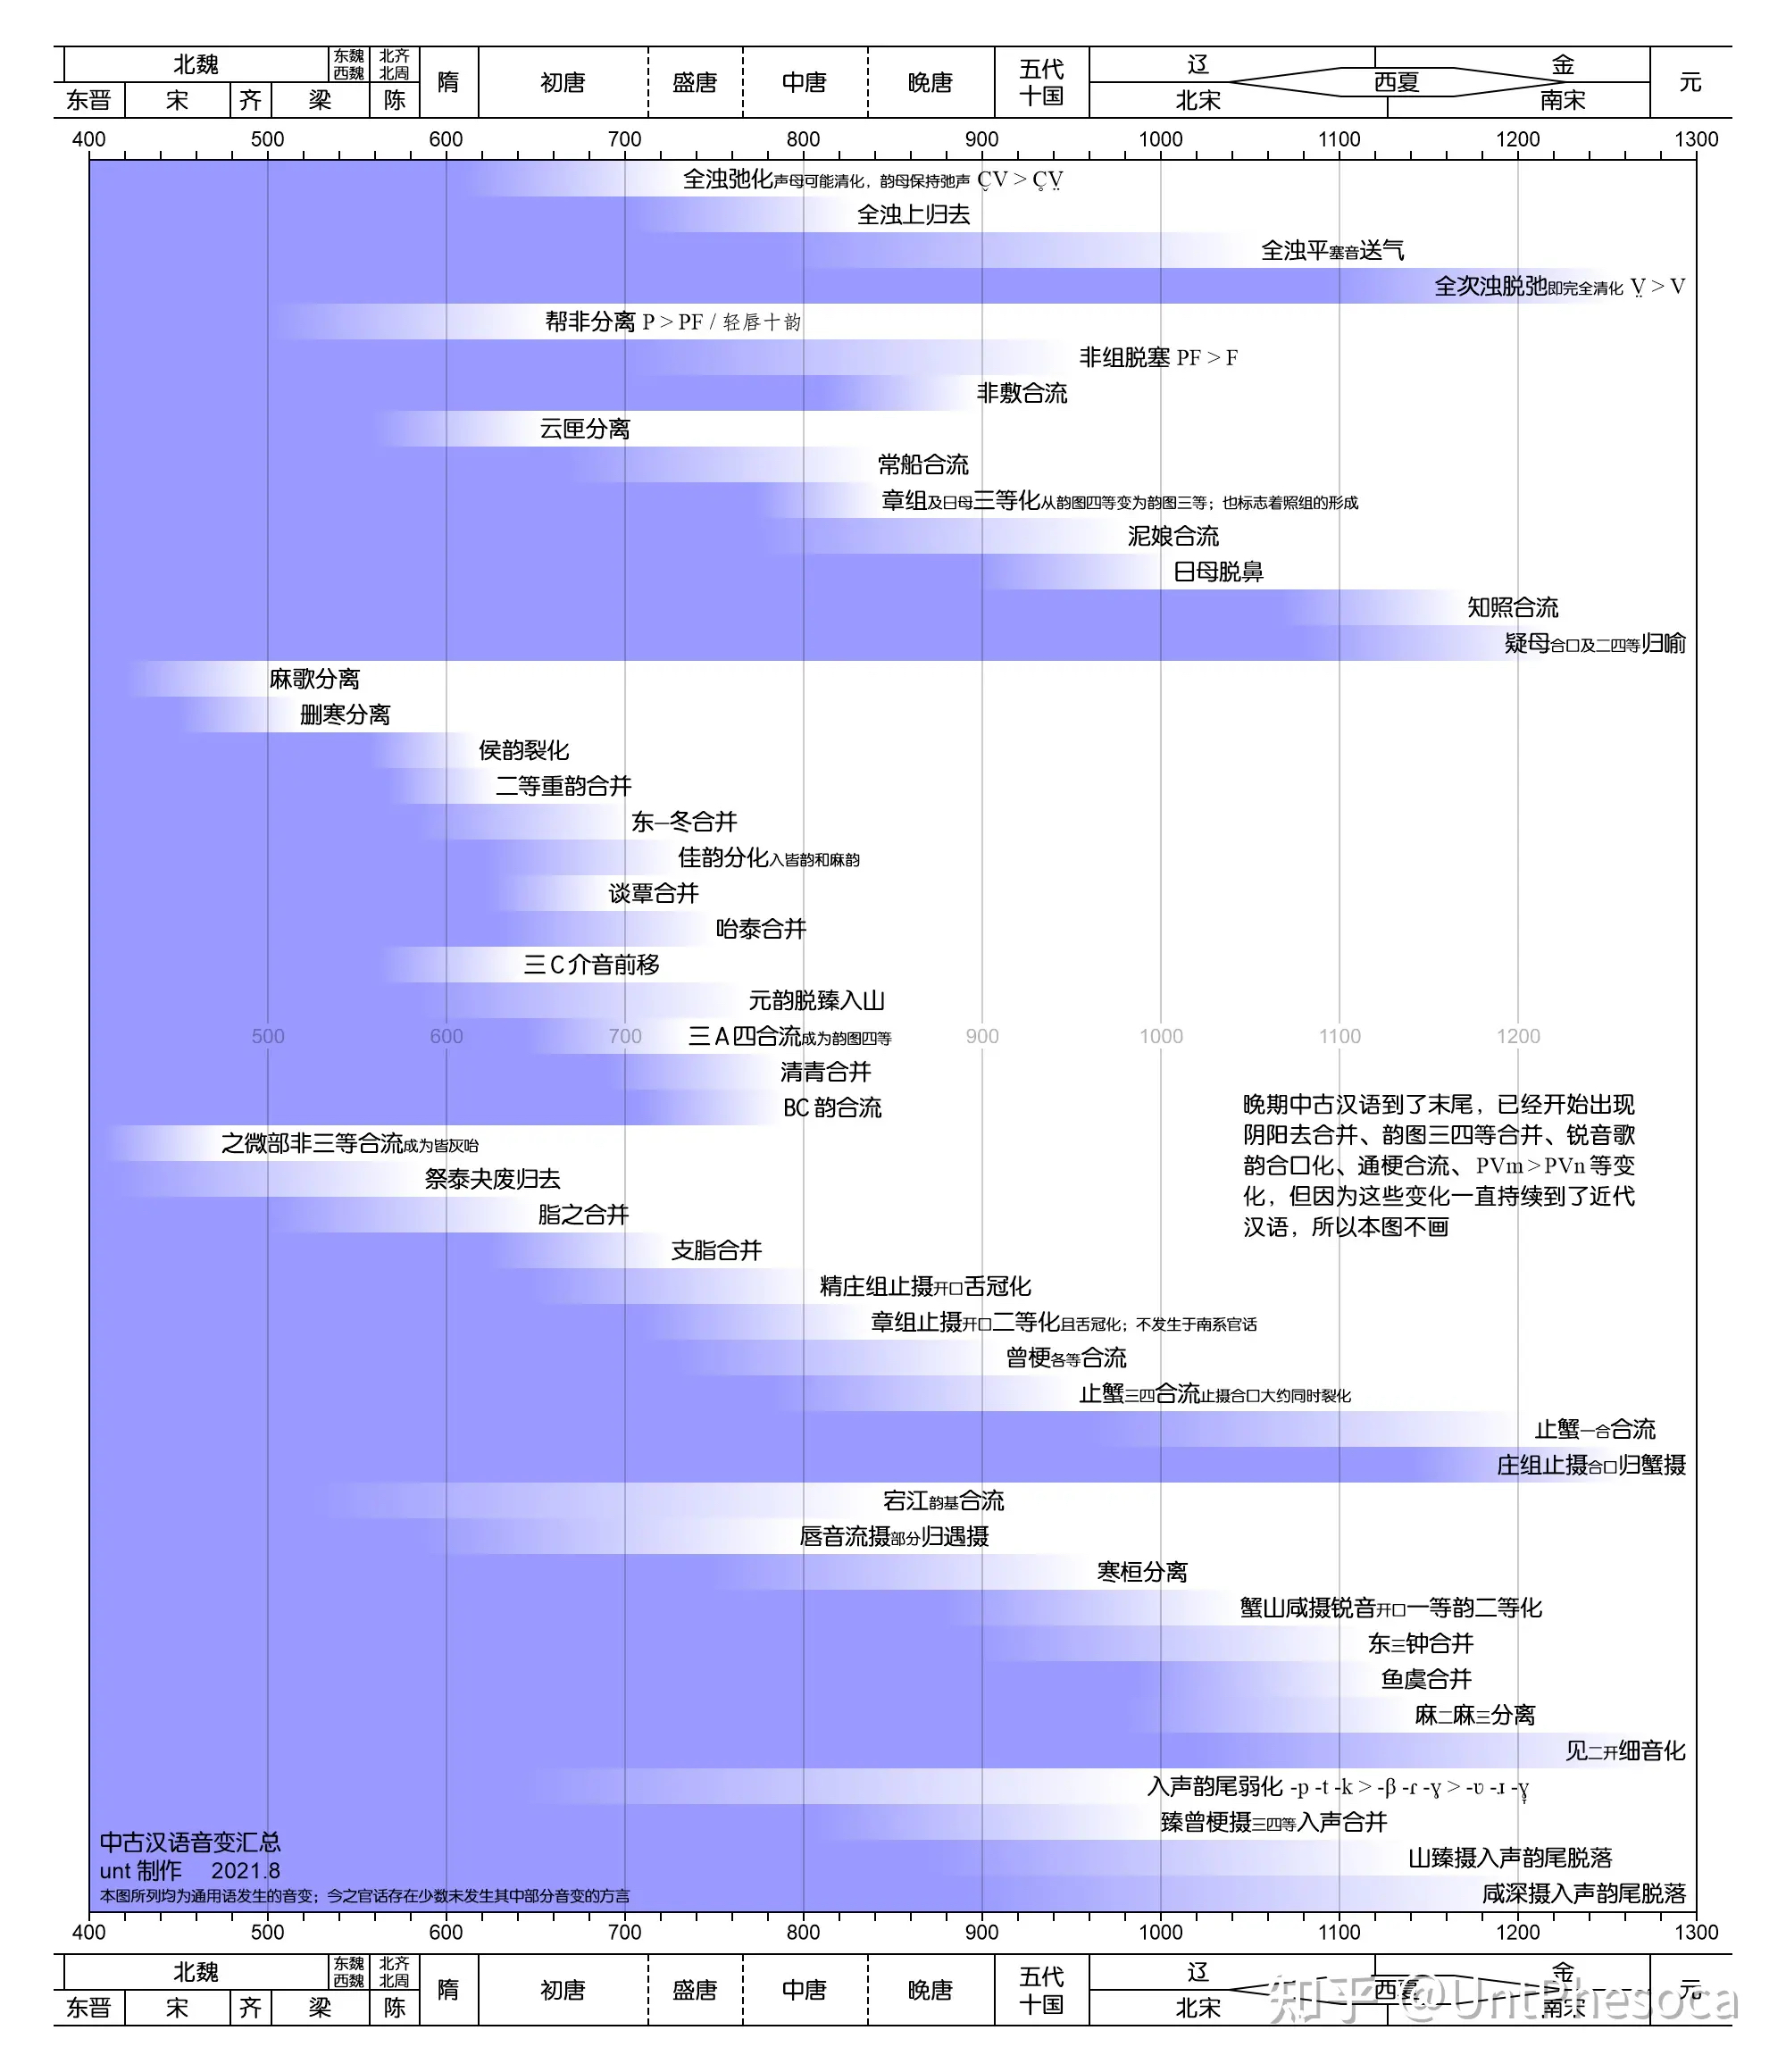 北魏 东魏 北齐 隋 初唐 盛唐 中唐 晚唐 五代 辽 金 元
西魏 北周 十国 西夏
东晋 宋 齐 梁 陈 北宋 南宋
400 500 600 700 800 900 1000 1100 1200 1300
全浊弛化声母可能清化，韵母保持弛声 C̬V > C̥V̤
全浊上归去
全浊平塞音送气
全次浊脱弛即完全清化 V̤ > V
帮非分离 P > PF / 轻唇十韵
非组脱塞 PF > F
非敷合流
云匣分离
常船合流
章组及日母三等化从韵图四等变为韵图三等；也标志着照组的形成
泥娘合流
日母脱鼻
知照合流
疑母合口及二四等归喻
麻歌分离
删寒分离
侯韵裂化
二等重韵合并
东一冬合并
佳韵分化入皆韵和麻韵
谈覃合并
咍泰合并
三C介音前移
元韵脱臻入山
三A四合流成为韵图四等
500 600 700 900 1000 1100 1200
清青合并
BC韵合流
晚期中古汉语到了末尾，已经开始出现
阴阳去合并、韵图三四等合并、锐音歌
韵合口化、通梗合流、PVm > PVn 等变
化，但因为这些变化一直持续到了近代
汉语，所以本图不画
之微部非三等合流成为皆灰咍
祭泰夬废归去
脂之合并
支脂合并
精庄组止摄开口舌冠化
章组止摄开口二等化且舌冠化；不发生于南系官话
曾梗各等合流
止蟹三四合流止摄合口大约同时裂化
止蟹一合合流
庄组止摄合口归蟹摄
宕江韵基合流
唇音流摄部分归遇摄
寒桓分离
蟹山咸摄锐音开口一等韵二等化
东三钟合并
鱼虞合并
麻二麻三分离
见二开细音化
入声韵尾弱化 -p -t -k > -β -ɾ -ɣ > -ʋ -ɹ -ɣ̞
臻曾梗摄三四等入声合并
山臻摄入声韵尾脱落
咸深摄入声韵尾脱落
中古汉语音变汇总
unt 制作 2021.8
本图所列均为通用语发生的音变；今之官话存在少数未发生其中部分音变的方言
400 500 600 700 800 900 1000 1100 1200 1300
北魏 东魏 北齐 隋 初唐 盛唐 中唐 晚唐 五代 辽 金 元
西魏 北周 十国 西夏
东晋 宋 齐 梁 陈 北宋 南宋
知乎 @UntPhesoca